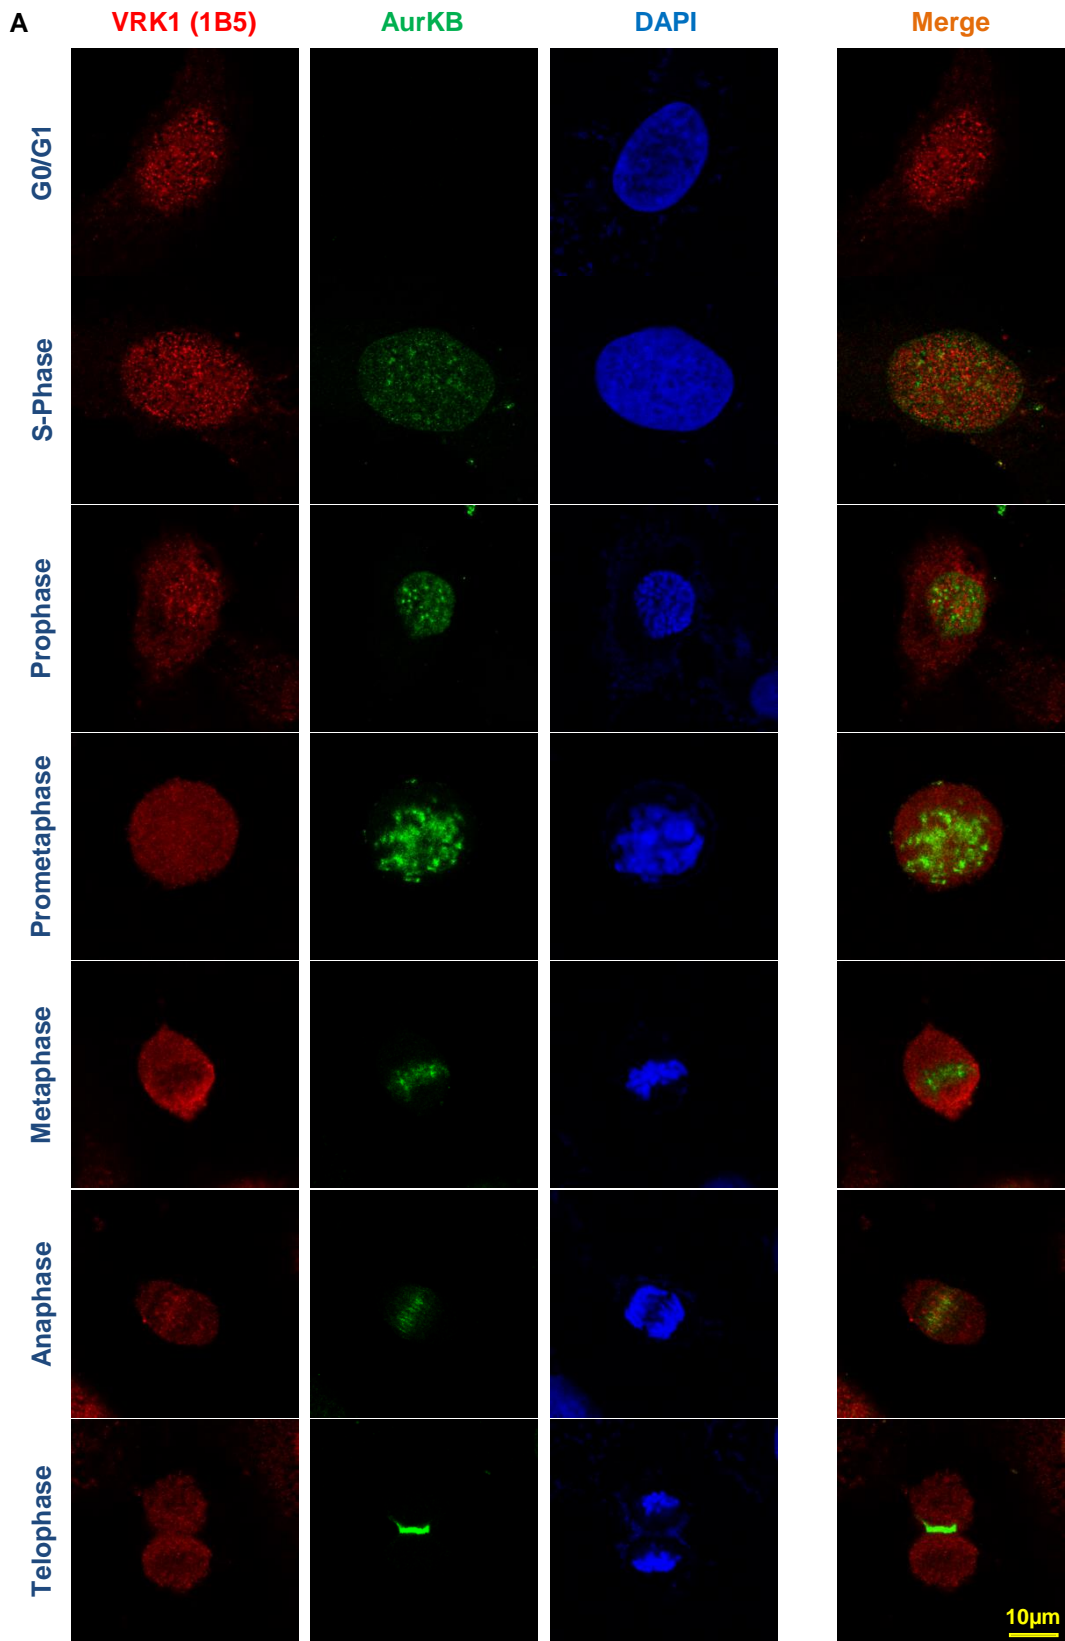 A
VRK1 (1B5) AurKB DAPI Merge
G0/G1
S-Phase
Prophase
Prometaphase
Metaphase
Anaphase
Telophase
10µm